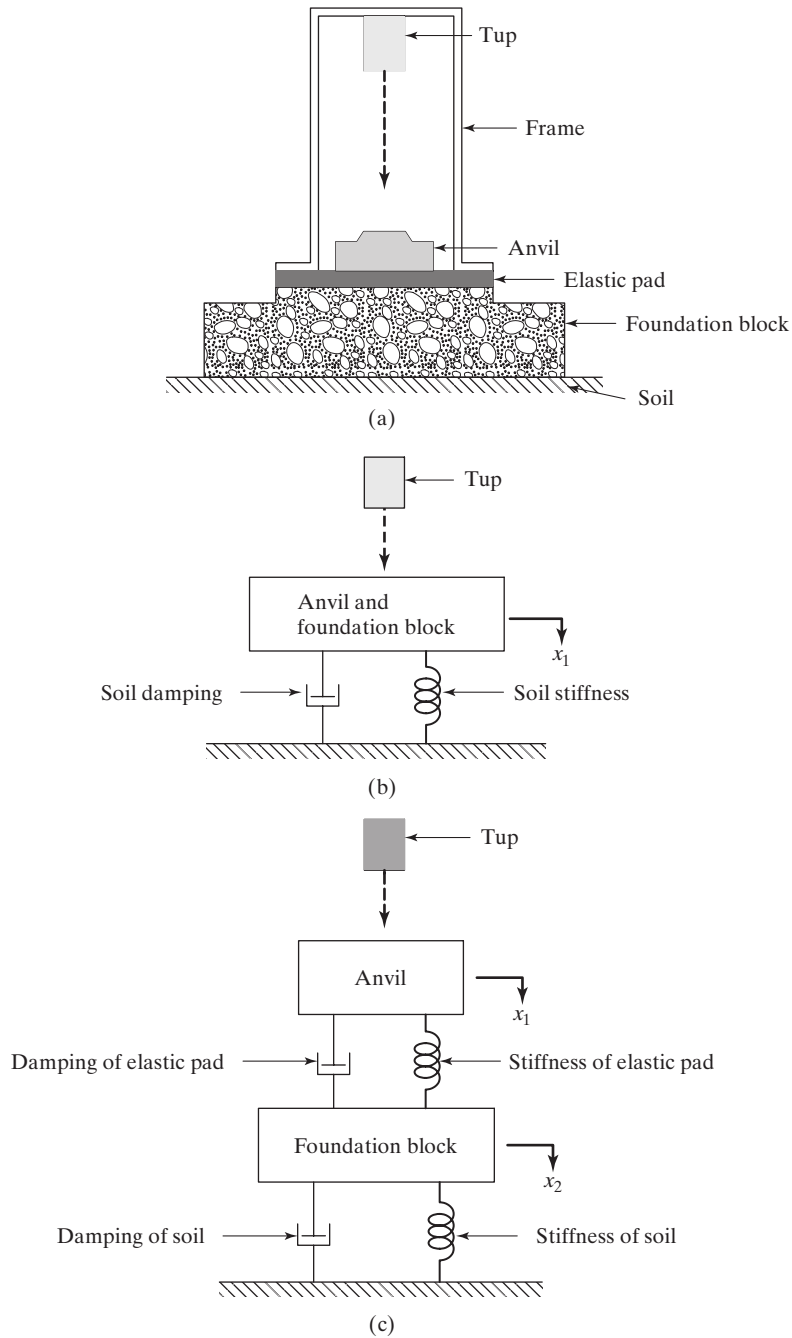 Tup
Frame
Anvil
Elastic pad
Foundation block
Soil
(a)
Tup
Anvil and
foundation block
x1
Soil damping
Soil stiffness
(b)
Tup
Anvil
x1
Damping of elastic pad
Stiffness of elastic pad
Foundation block
x2
Damping of soil
Stiffness of soil
(c)